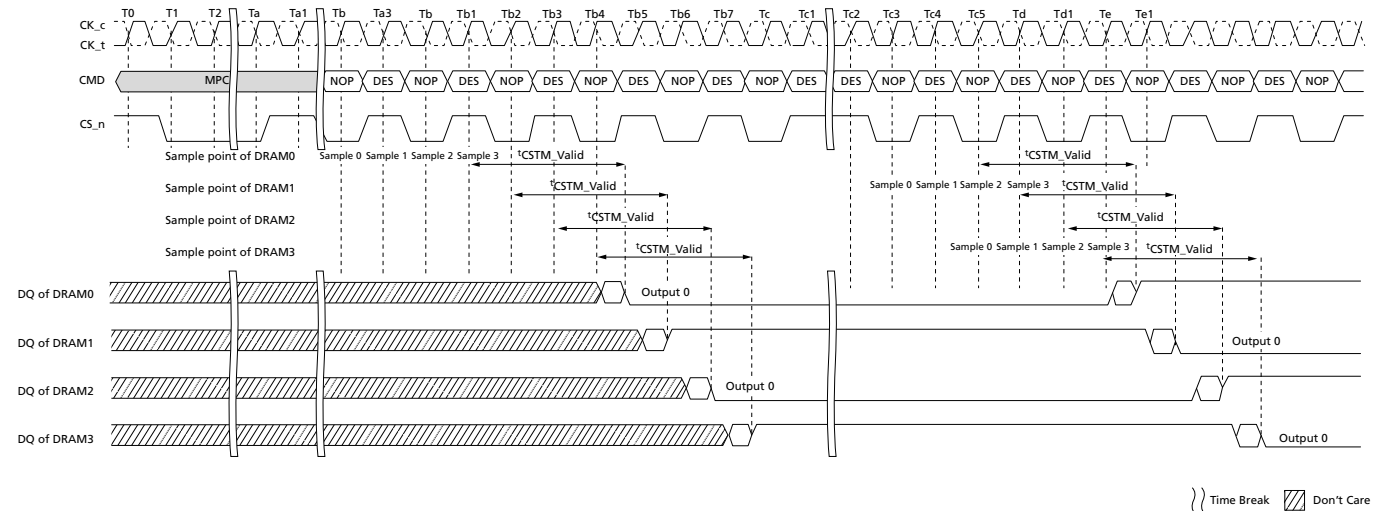 T0 T1 T2 Ta Ta1 Tb Ta3 Tb Tb1 Tb2 Tb3 Tb4 Tb5 Tb6 Tb7 Tc Tc1 Tc2 Tc3 Tc4 Tc5 Td Td1 Te Te1
CK_c
CK_t
CMD MPC NOP DES NOP DES NOP DES NOP DES NOP DES NOP DES DES NOP DES NOP DES NOP DES NOP DES NOP DES NOP
CS_n
Sample point of DRAM0 Sample 0 Sample 1 Sample 2 Sample 3 tCSTM_Valid tCSTM_Valid
Sample point of DRAM1 tCSTM_Valid Sample 0 Sample 1 Sample 2 Sample 3 tCSTM_Valid
Sample point of DRAM2 tCSTM_Valid tCSTM_Valid
Sample point of DRAM3 tCSTM_Valid Sample 0 Sample 1 Sample 2 Sample 3 tCSTM_Valid
DQ of DRAM0 Output 0
DQ of DRAM1 Output 0
DQ of DRAM2 Output 0
DQ of DRAM3 Output 0
Time Break Don't Care